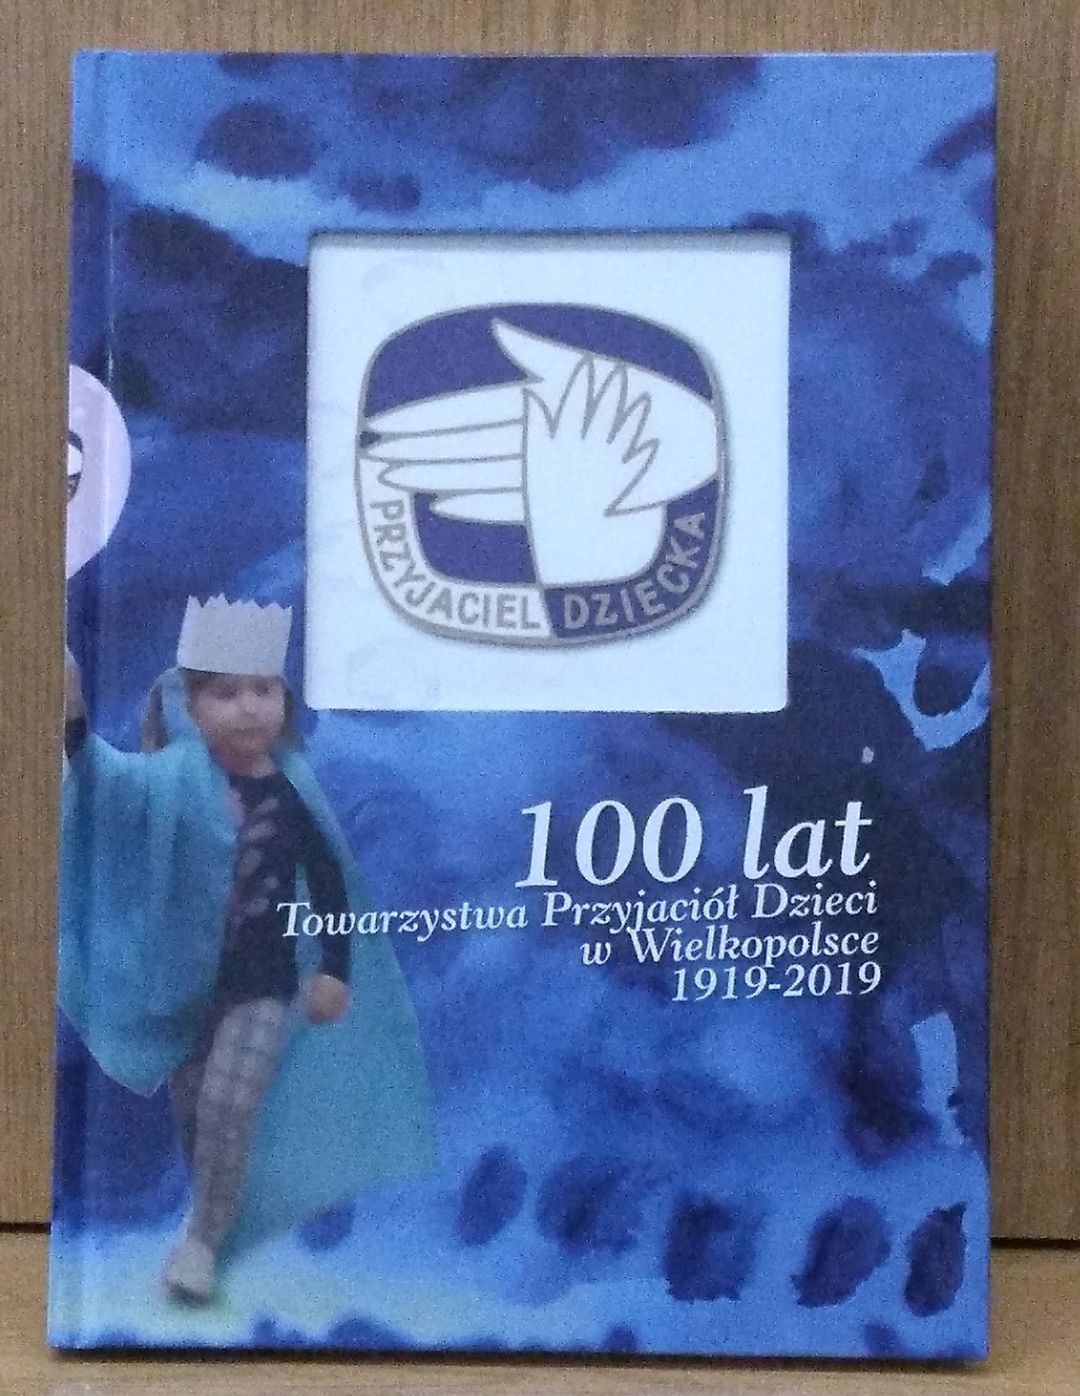 PRZYJACIEL DZIECKA
100 lat
Towarzystwa Przyjaciół Dzieci
w Wielkopolsce
1919-2019